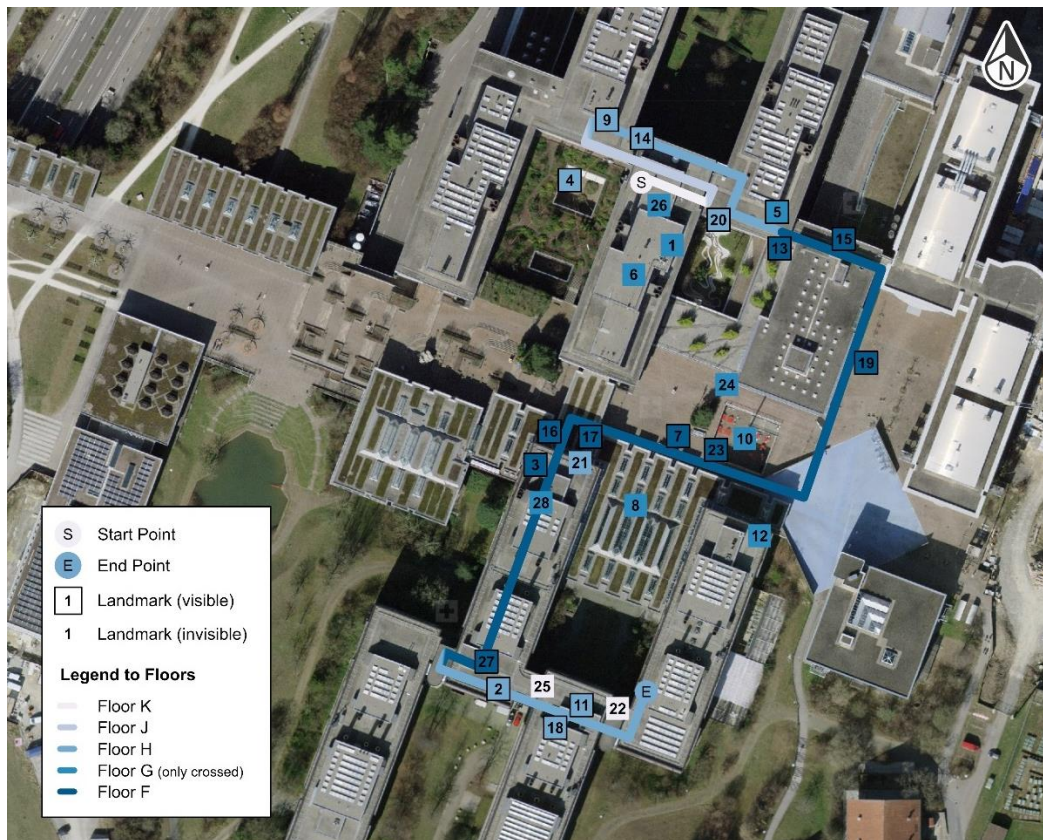 N
9
14
4
S
26
5
20
1
13
15
6
19
24
16
17
7
10
23
3
21
28
8
12
27
25
2
E
11
22
18
S Start Point
E End Point
1 Landmark (visible)
1 Landmark (invisible)
Legend to Floors
Floor K
Floor J
Floor H
Floor G (only crossed)
Floor F